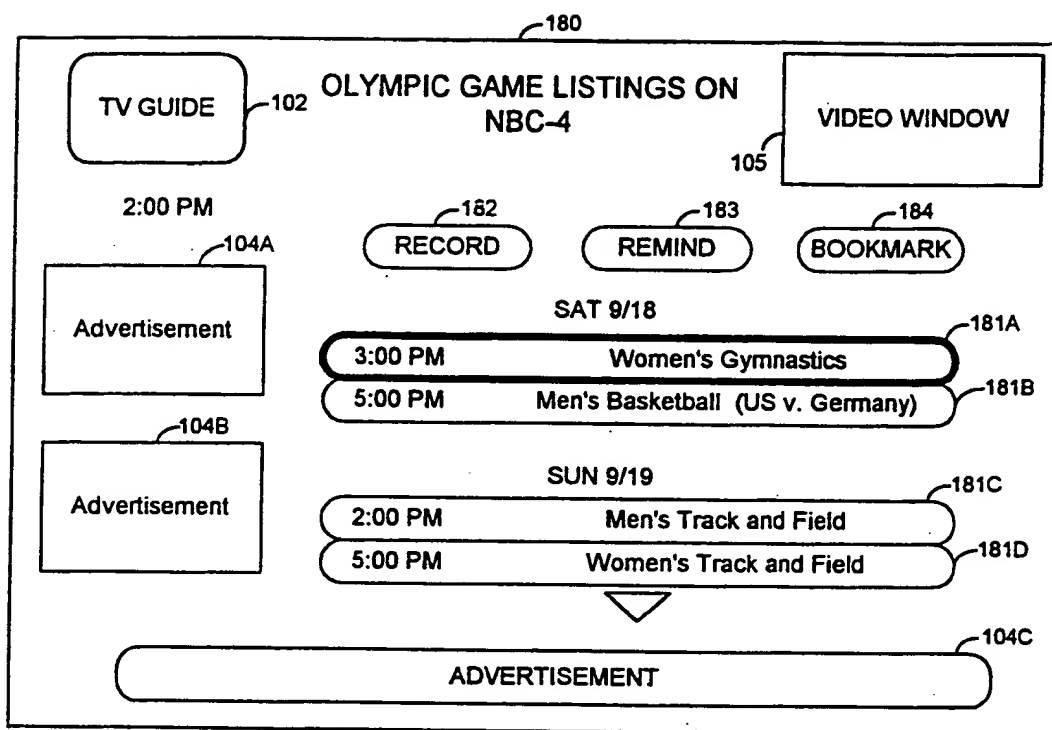 180
TV GUIDE
102
OLYMPIC GAME LISTINGS ON
NBC-4
VIDEO WINDOW
105
2:00 PM
182
183
184
RECORD
REMIND
BOOKMARK
104A
Advertisement
SAT 9/18
181A
3:00 PM Women's Gymnastics
5:00 PM Men's Basketball (US v. Germany)
181B
104B
Advertisement
SUN 9/19
181C
2:00 PM Men's Track and Field
5:00 PM Women's Track and Field
181D
104C
ADVERTISEMENT